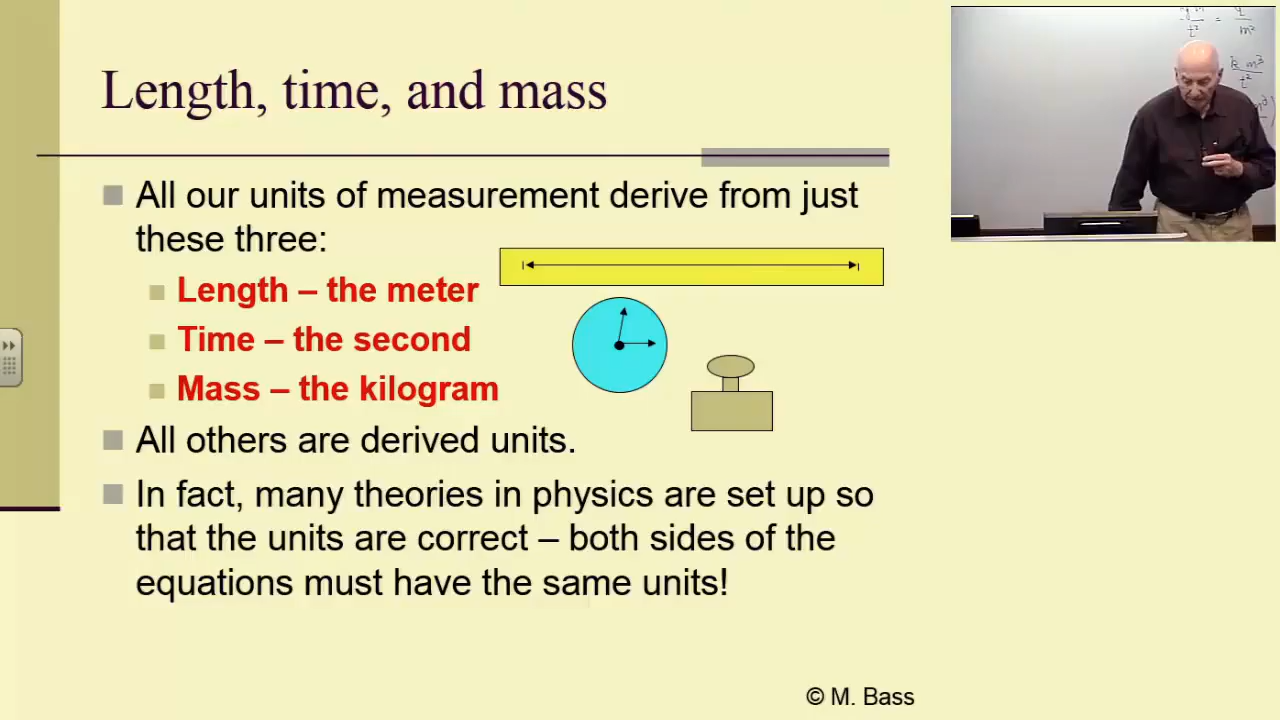 Length, time, and mass
All our units of measurement derive from just
these three:
Length – the meter
Time – the second
Mass – the kilogram
All others are derived units.
In fact, many theories in physics are set up so
that the units are correct – both sides of the
equations must have the same units!
© M. Bass